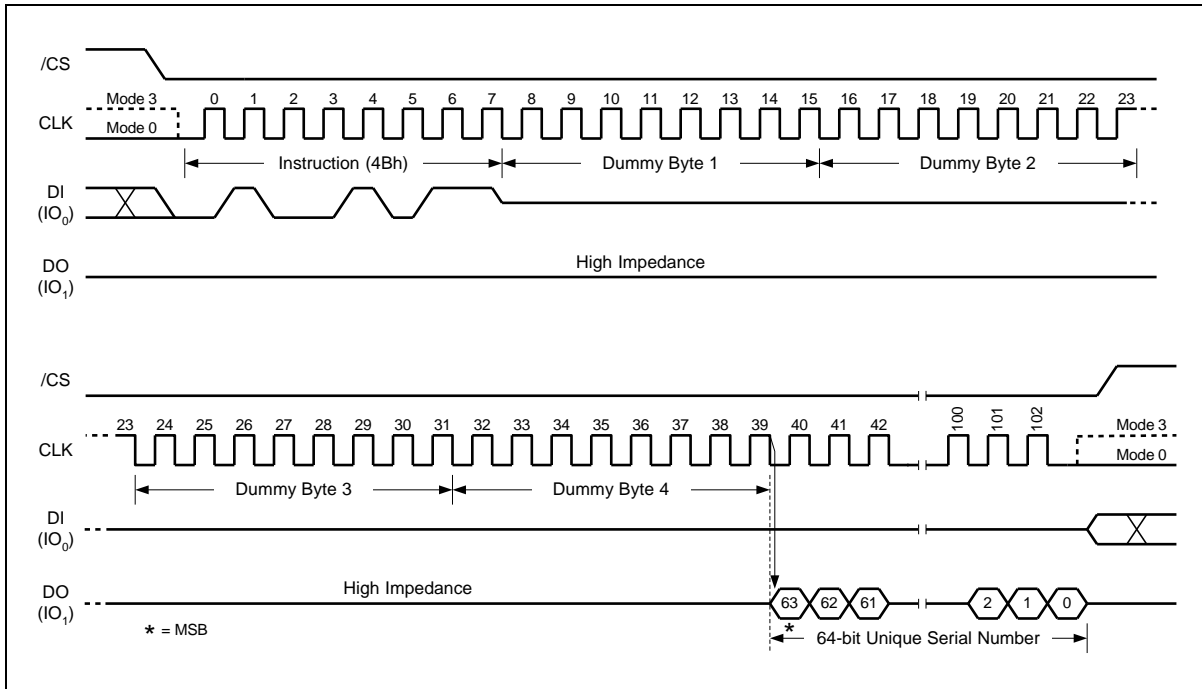 /CS
Mode 3
CLK
Mode 0
0 1 2 3 4 5 6 7 8 9 10 11 12 13 14 15 16 17 18 19 20 21 22 23
Instruction (4Bh)
Dummy Byte 1
Dummy Byte 2
DI
(IO0)
High Impedance
DO
(IO1)
/CS
23 24 25 26 27 28 29 30 31 32 33 34 35 36 37 38 39 40 41 42 100 101 102
Mode 3
CLK
Mode 0
Dummy Byte 3
Dummy Byte 4
DI
(IO0)
High Impedance
DO
(IO1)
63 62 61 2 1 0
* = MSB
*
64-bit Unique Serial Number